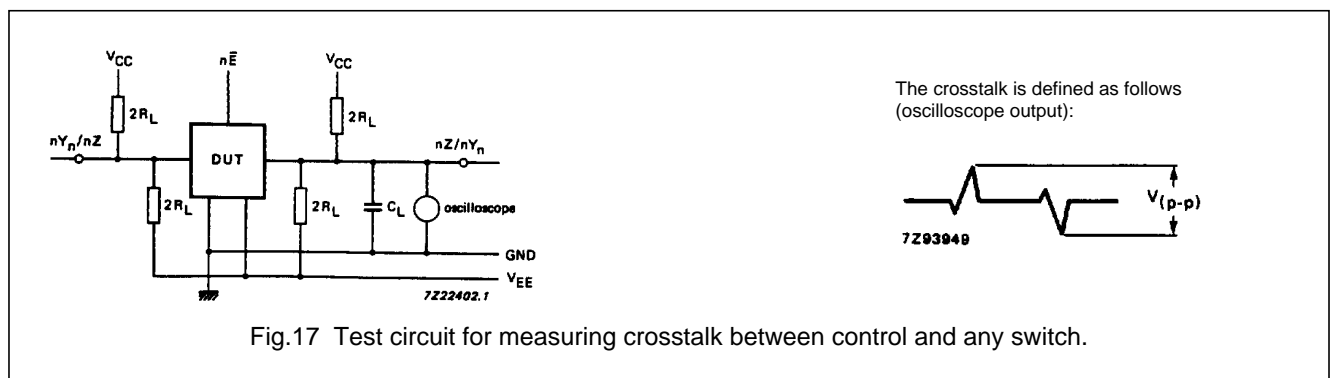 V_CC
nE̅
V_CC
2R_L
2R_L
nY_n/nZ
DUT
nZ/nY_n
2R_L
2R_L
C_L
oscilloscope
GND
V_EE
7Z22402.1
The crosstalk is defined as follows
(oscilloscope output):
V_(p-p)
7Z93949
Fig.17 Test circuit for measuring crosstalk between control and any switch.